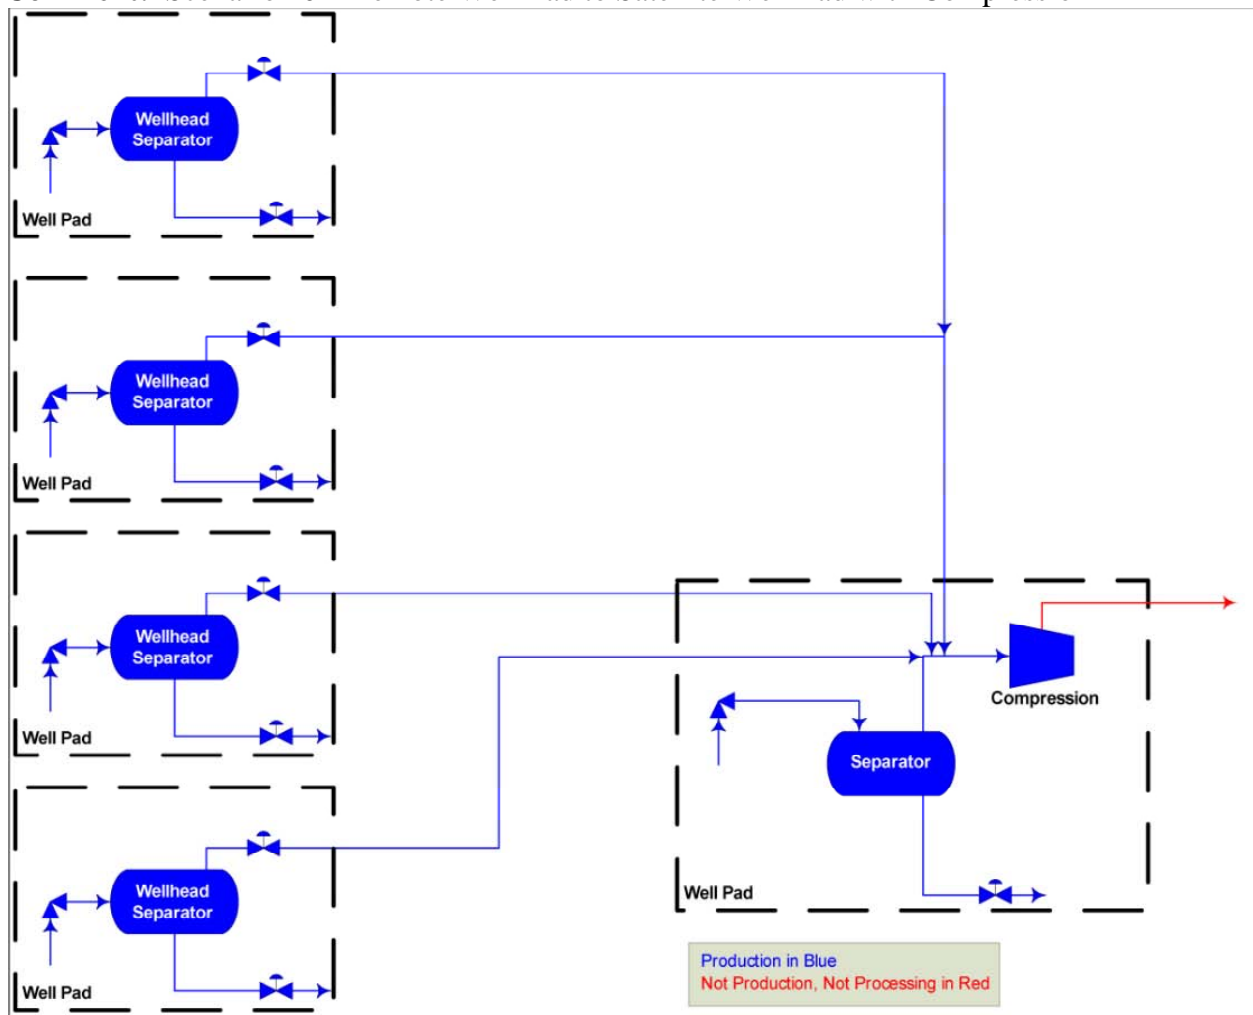 Wellhead
Separator
Well Pad
Wellhead
Separator
Well Pad
Wellhead
Separator
Well Pad
Compression
Separator
Wellhead
Separator
Well Pad
Well Pad
Production in Blue
Not Production, Not Processing in Red